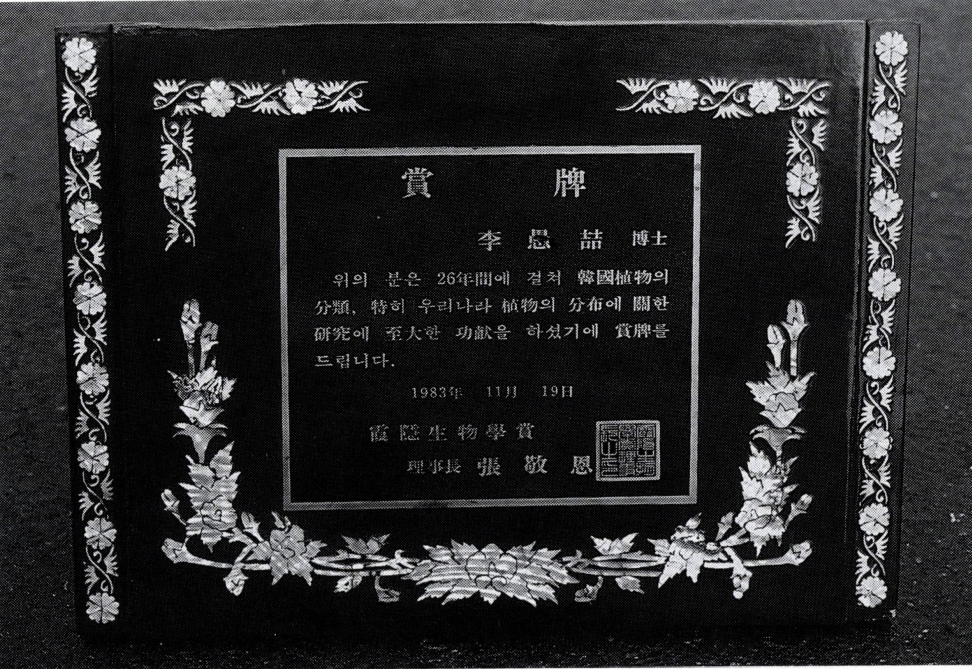 賞 牌
李 愚 喆 博士
위의 분은 26年間에 걸처 韓國植物의
分類, 特히 우리나라 植物의 分布에 關한
研究에 至大한 功献을 하셨기에 賞牌를
드립니다.
1983年 11月 19日
霞隱生物學賞
理事長 張 敬 恩